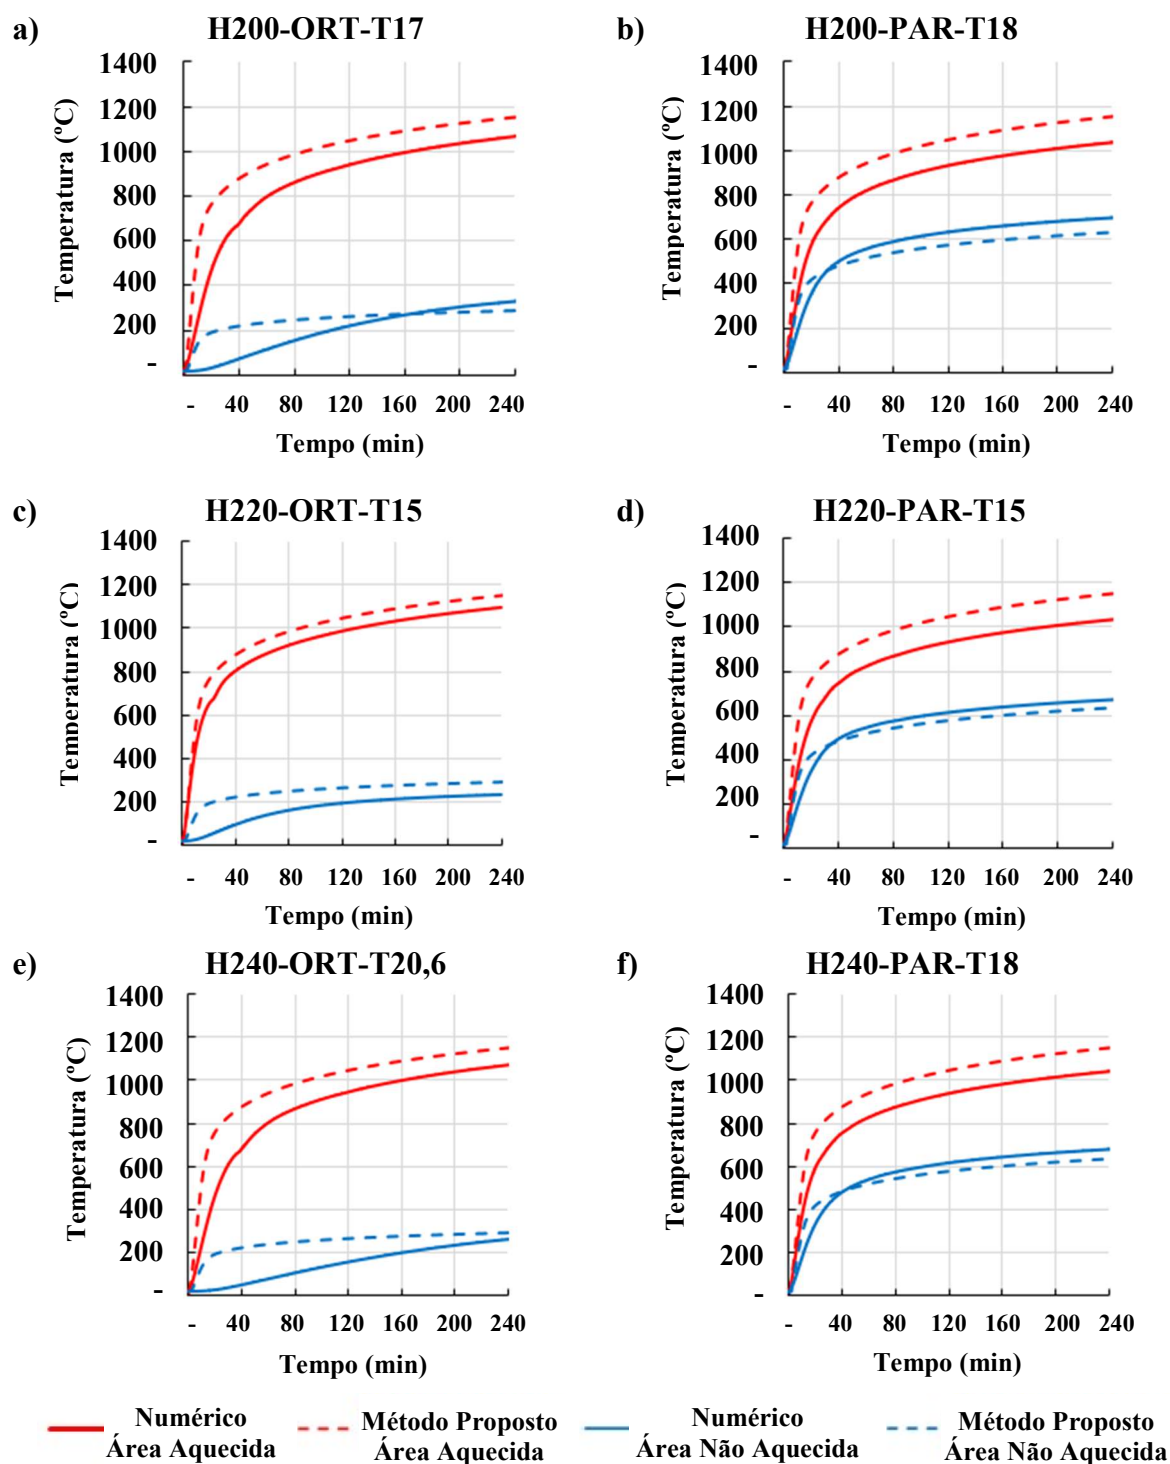 a) H200-ORT-T17
1400
1200
1000
800
600
400
200
-
Temperatura (ºC)
- 40 80 120 160 200 240
Tempo (min)
b) H200-PAR-T18
1400
1200
1000
800
600
400
200
-
Temperatura (ºC)
- 40 80 120 160 200 240
Tempo (min)
c) H220-ORT-T15
1400
1200
1000
800
600
400
200
-
Temperatura (ºC)
- 40 80 120 160 200 240
Tempo (min)
d) H220-PAR-T15
1400
1200
1000
800
600
400
200
-
Temperatura (ºC)
- 40 80 120 160 200 240
Tempo (min)
e) H240-ORT-T20,6
1400
1200
1000
800
600
400
200
-
Temperatura (ºC)
- 40 80 120 160 200 240
Tempo (min)
f) H240-PAR-T18
1400
1200
1000
800
600
400
200
-
Temperatura (ºC)
- 40 80 120 160 200 240
Tempo (min)
Numérico
Área Aquecida
Método Proposto
Área Aquecida
Numérico
Área Não Aquecida
Método Proposto
Área Não Aquecida